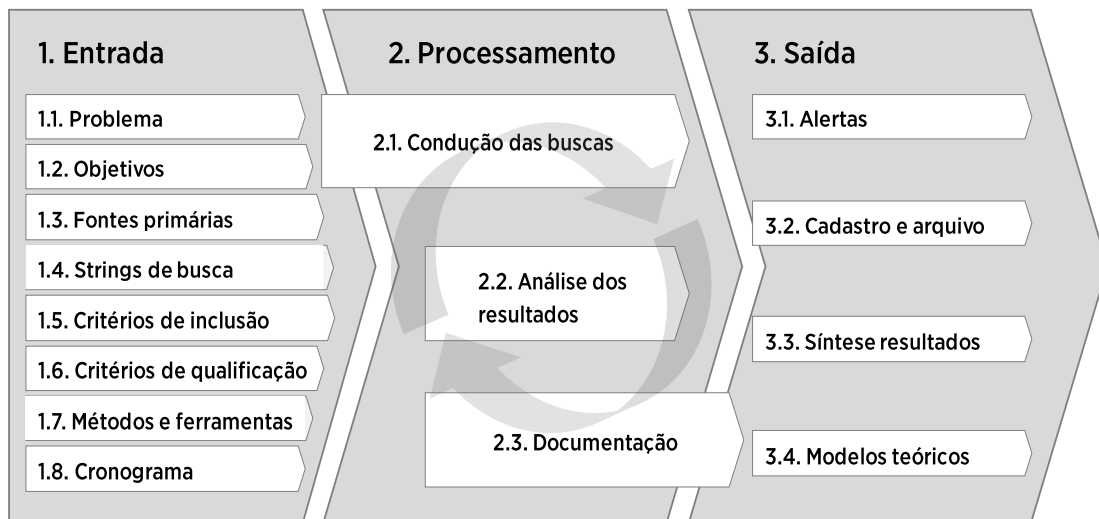 1. Entrada
1.1. Problema
1.2. Objetivos
1.3. Fontes primárias
1.4. Strings de busca
1.5. Critérios de inclusão
1.6. Critérios de qualificação
1.7. Métodos e ferramentas
1.8. Cronograma
2. Processamento
2.1. Condução das buscas
2.2. Análise dos
resultados
2.3. Documentação
3. Saída
3.1. Alertas
3.2. Cadastro e arquivo
3.3. Síntese resultados
3.4. Modelos teóricos